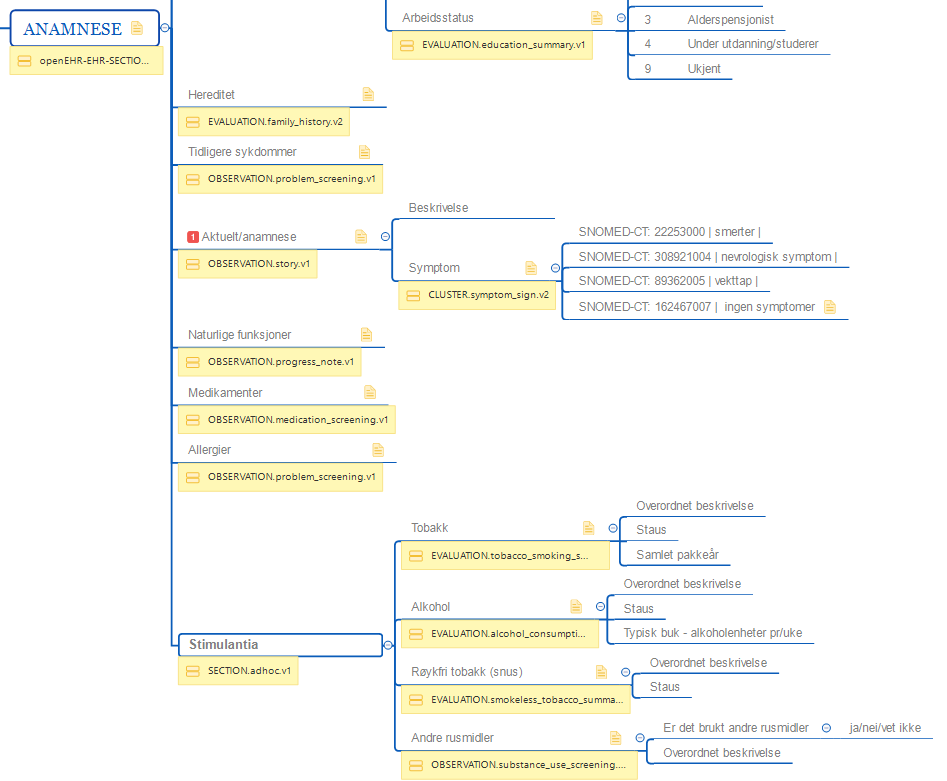 ANAMNESE
openEHR-EHR-SECTIO...
Arbeidsstatus
EVALUATION.education_summary.v1
3 Alderspensjonist
4 Under utdanning/studerer
9 Ukjent
Hereditet
EVALUATION.family_history.v2
Tidligere sykdommer
OBSERVATION.problem_screening.v1
1 Aktuelt/anamnese
OBSERVATION.story.v1
Beskrivelse
Symptom
CLUSTER.symptom_sign.v2
SNOMED-CT: 22253000 | smerter |
SNOMED-CT: 308921004 | nevrologisk symptom |
SNOMED-CT: 89362005 | vekttap |
SNOMED-CT: 162467007 | ingen symptomer
Naturlige funksjoner
OBSERVATION.progress_note.v1
Medikamenter
OBSERVATION.medication_screening.v1
Allergier
OBSERVATION.problem_screening.v1
Stimulantia
SECTION.adhoc.v1
Tobakk
EVALUATION.tobacco_smoking_s...
Overordnet beskrivelse
Staus
Samlet pakkeår
Alkohol
EVALUATION.alcohol_consumpti...
Overordnet beskrivelse
Staus
Typisk buk - alkoholenheter pr/uke
Røykfri tobakk (snus)
EVALUATION.smokeless_tobacco_summa...
Overordnet beskrivelse
Staus
Andre rusmidler
OBSERVATION.substance_use_screening....
Er det brukt andre rusmidler
ja/nei/vet ikke
Overordnet beskrivelse